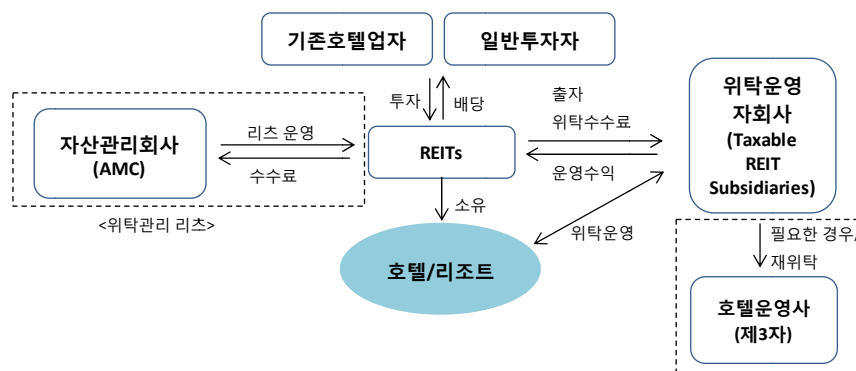 기존호텔업자
일반투자자
투자
배당
자산관리회사
(AMC)
리츠 운영
수수료
<위탁관리 리츠>
REITs
출자
위탁수수료
운영수익
위탁운영
자회사
(Taxable
REIT
Subsidiaries)
소유
위탁운영
호텔/리조트
필요한 경우,
재위탁
호텔운영사
(제3자)